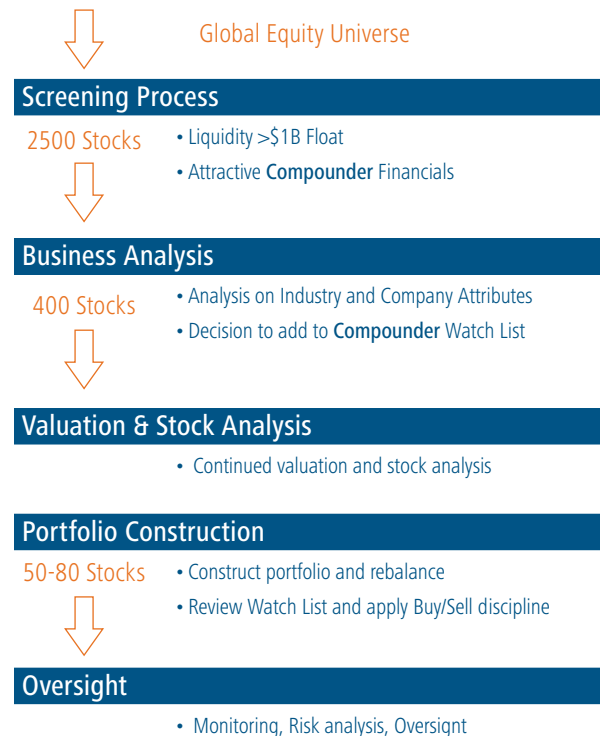 Global Equity Universe
Screening Process
2500 Stocks
• Liquidity >$1B Float
• Attractive Compounder Financials
Business Analysis
400 Stocks
• Analysis on Industry and Company Attributes
• Decision to add to Compounder Watch List
Valuation & Stock Analysis
• Continued valuation and stock analysis
Portfolio Construction
50-80 Stocks
• Construct portfolio and rebalance
• Review Watch List and apply Buy/Sell discipline
Oversight
• Monitoring, Risk analysis, Oversignt